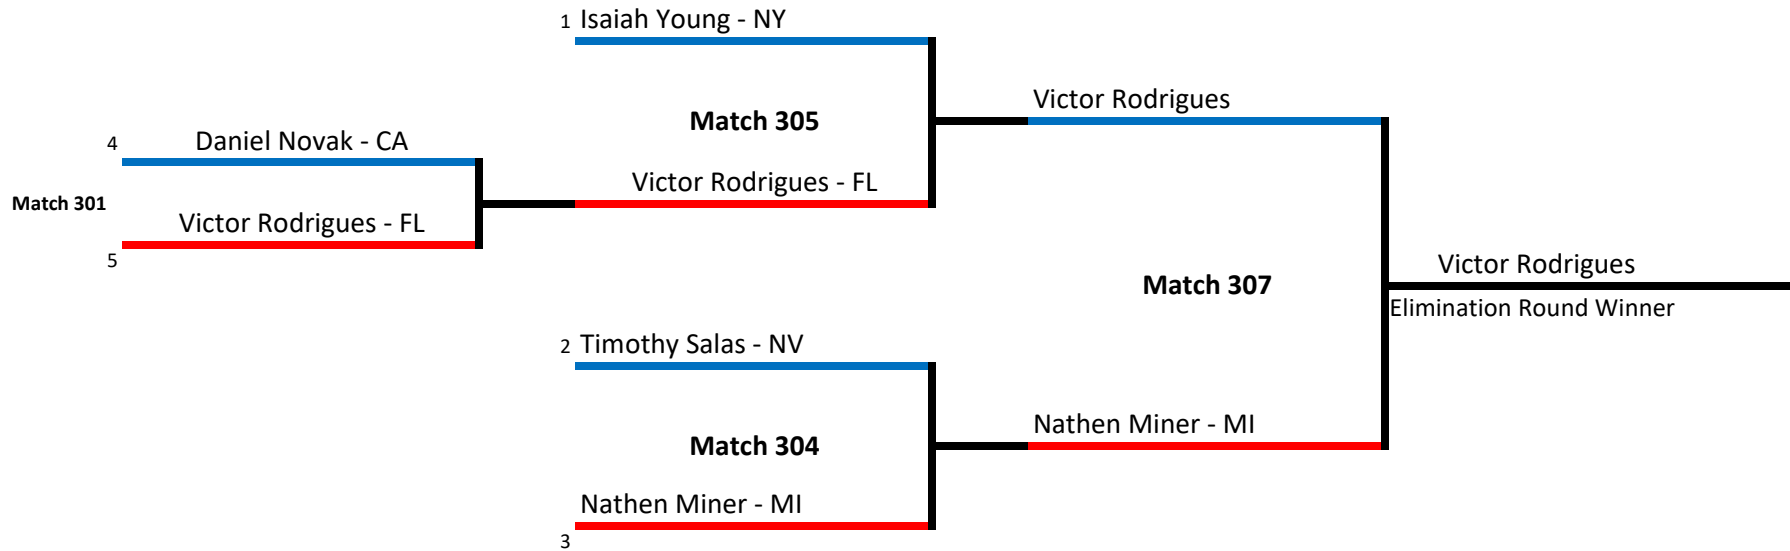 1 Isaiah Young - NY
Victor Rodrigues
Match 305
4 Daniel Novak - CA
Victor Rodrigues - FL
Match 301
Victor Rodrigues - FL
5
Victor Rodrigues
Match 307
Elimination Round Winner
2 Timothy Salas - NV
Nathen Miner - MI
Match 304
Nathen Miner - MI
3